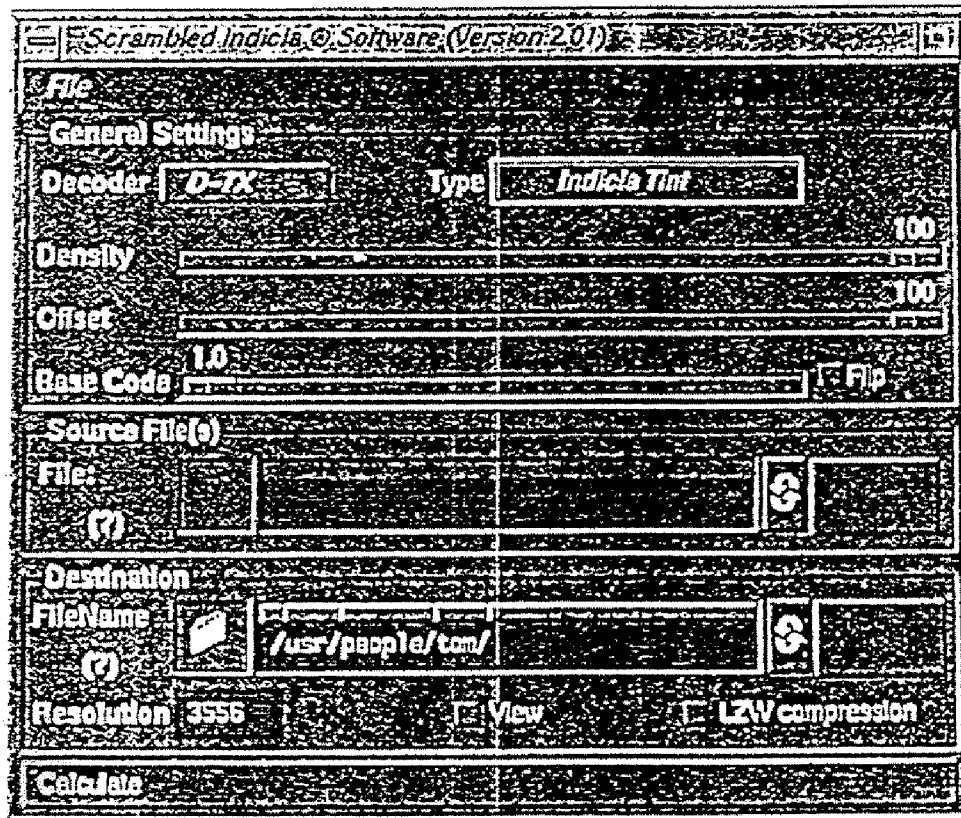 Scrambled Indicia ® Software (Version 2.01)
File
General Settings
Decoder D-7X Type Indicia Tint
100
Density
100
Offset
1.0
Base Code Flip
Source File(s)
File:
(?)
Destination
FileName
/usr/people/tom/
(?)
Resolution 3556 View LZW compression
Calculate